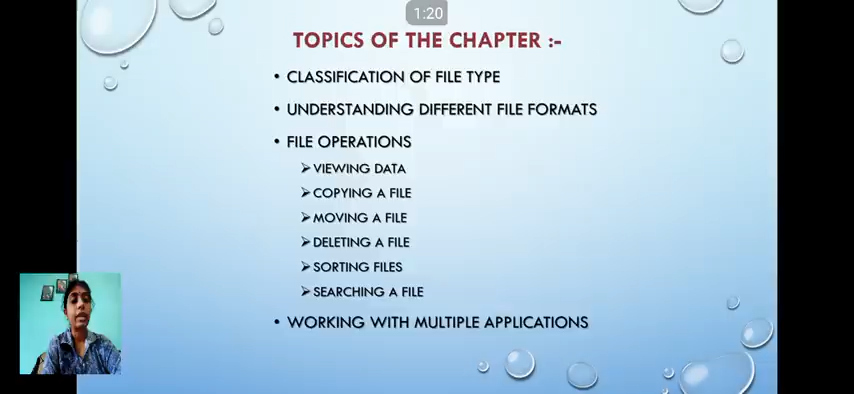 1:20
TOPICS OF THE CHAPTER :-
• CLASSIFICATION OF FILE TYPE
• UNDERSTANDING DIFFERENT FILE FORMATS
• FILE OPERATIONS
➢ VIEWING DATA
➢ COPYING A FILE
➢ MOVING A FILE
➢ DELETING A FILE
➢ SORTING FILES
➢ SEARCHING A FILE
• WORKING WITH MULTIPLE APPLICATIONS